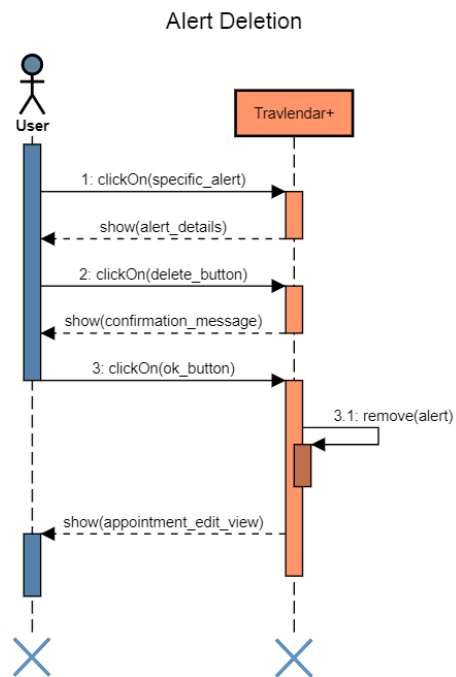 Alert Deletion
User
Travlendar+
1: clickOn(specific_alert)
show(alert_details)
2: clickOn(delete_button)
show(confirmation_message)
3: clickOn(ok_button)
3.1: remove(alert)
show(appointment_edit_view)